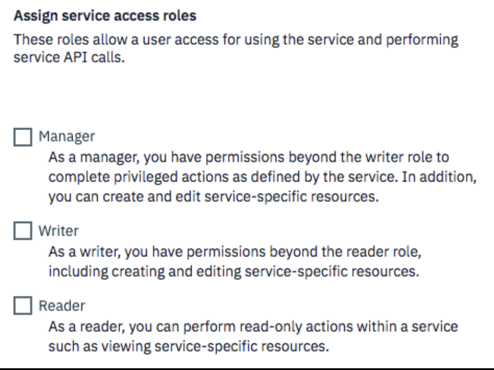 Assign service access roles
These roles allow a user access for using the service and performing
service API calls.
Manager
As a manager, you have permissions beyond the writer role to
complete privileged actions as defined by the service. In addition,
you can create and edit service-specific resources.
Writer
As a writer, you have permissions beyond the reader role,
including creating and editing service-specific resources.
Reader
As a reader, you can perform read-only actions within a service
such as viewing service-specific resources.